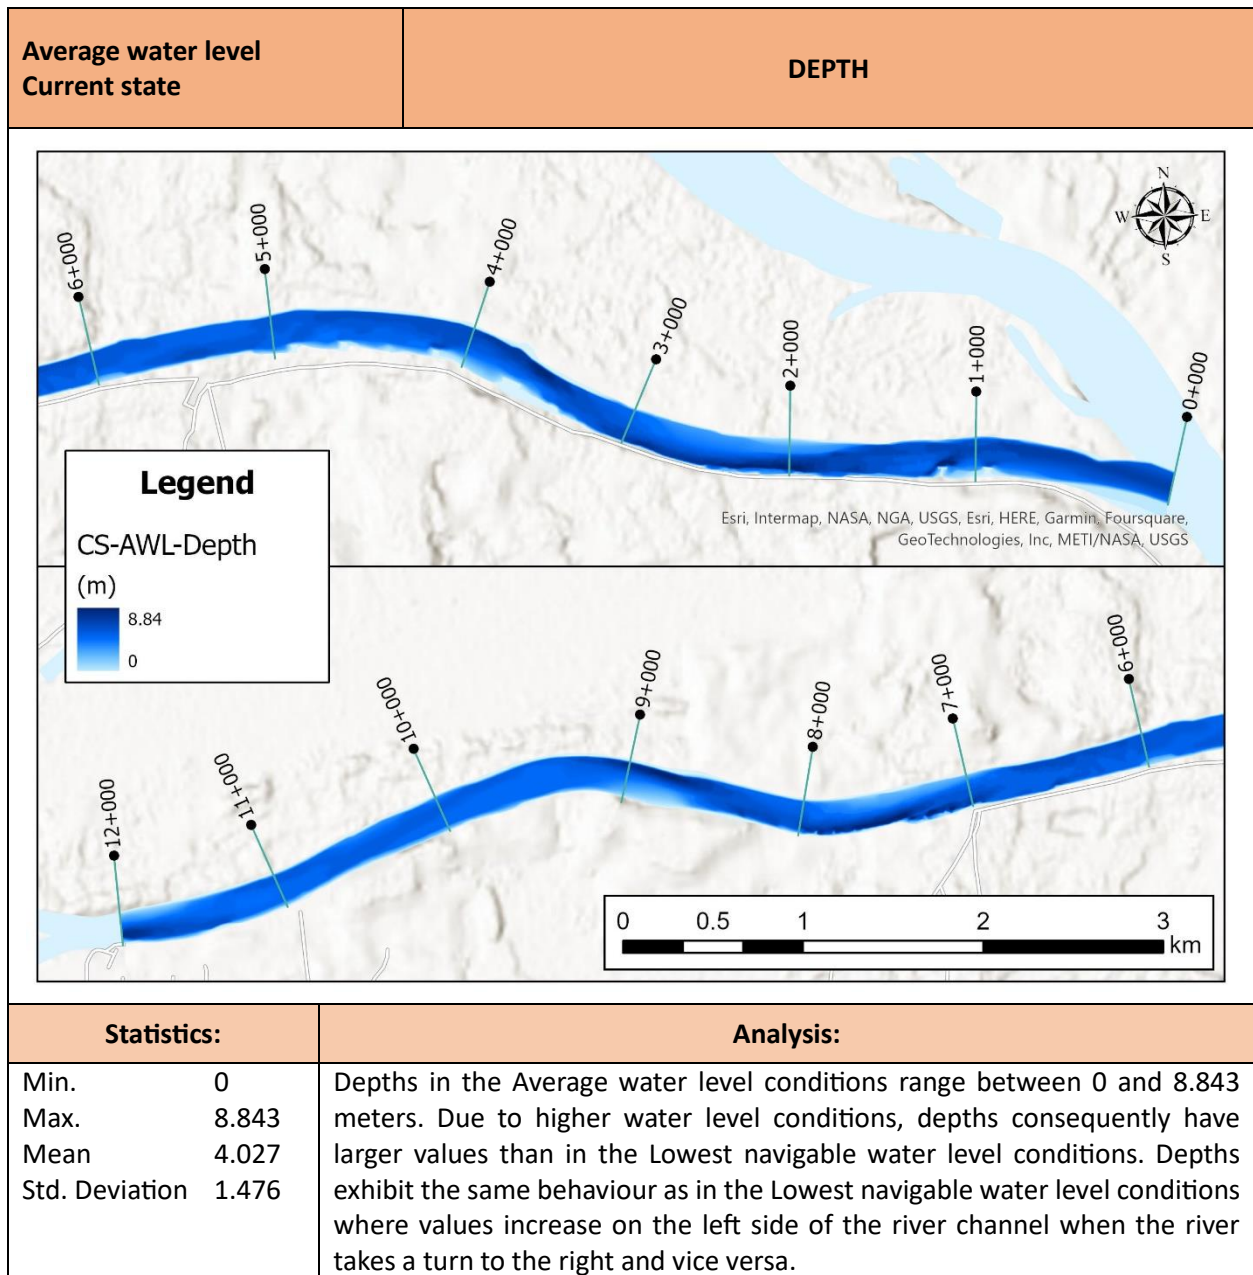 Average water level
Current state
DEPTH
N
W E
S
6+000
5+000
4+000
3+000
2+000
1+000
0+000
Esri, Intermap, NASA, NGA, USGS, Esri, HERE, Garmin, Foursquare,
GeoTechnologies, Inc, METI/NASA, USGS
Legend
CS-AWL-Depth
(m)
8.84
0
12+000
11+000
10+000
9+000
8+000
7+000
6+000
0 0.5 1 2 3
km
Statistics:
Analysis:
Min. 0
Max. 8.843
Mean 4.027
Std. Deviation 1.476
Depths in the Average water level conditions range between 0 and 8.843
meters. Due to higher water level conditions, depths consequently have
larger values than in the Lowest navigable water level conditions. Depths
exhibit the same behaviour as in the Lowest navigable water level conditions
where values increase on the left side of the river channel when the river
takes a turn to the right and vice versa.